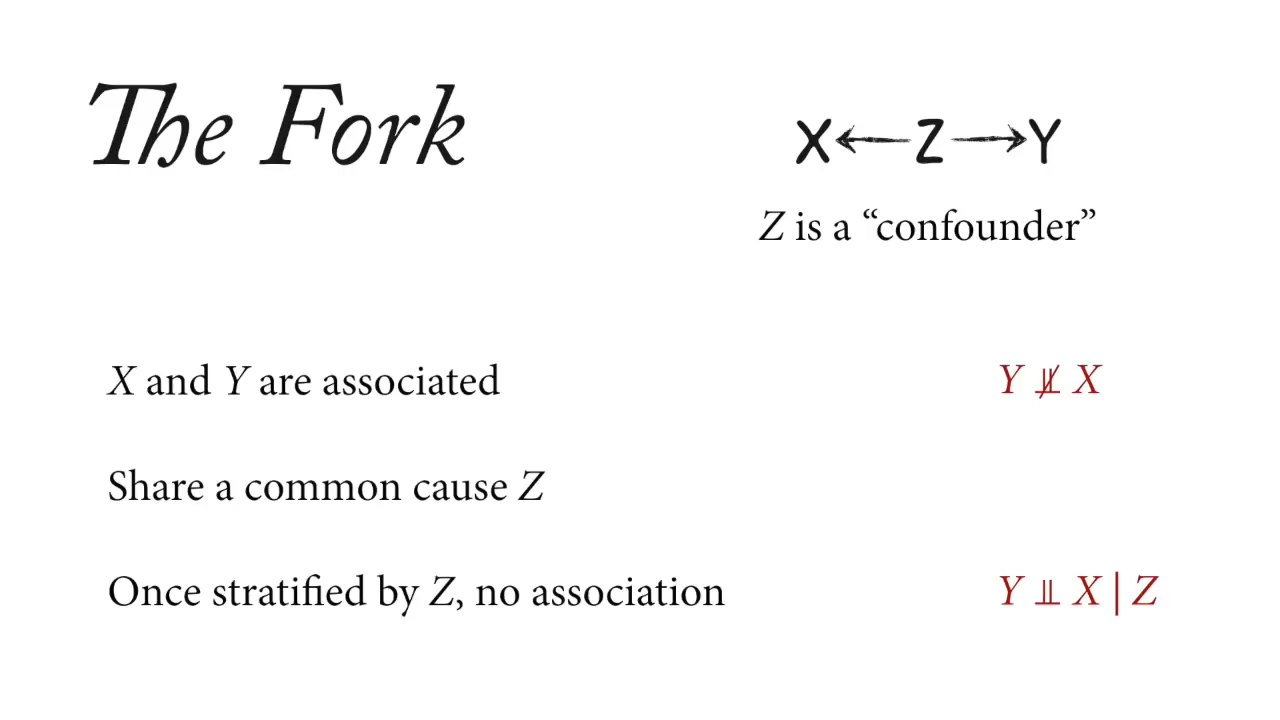 The Fork
X←Z→Y
Z is a “confounder”
X and Y are associated
Y ⫫̸ X
Share a common cause Z
Once stratified by Z, no association
Y ⫫ X | Z